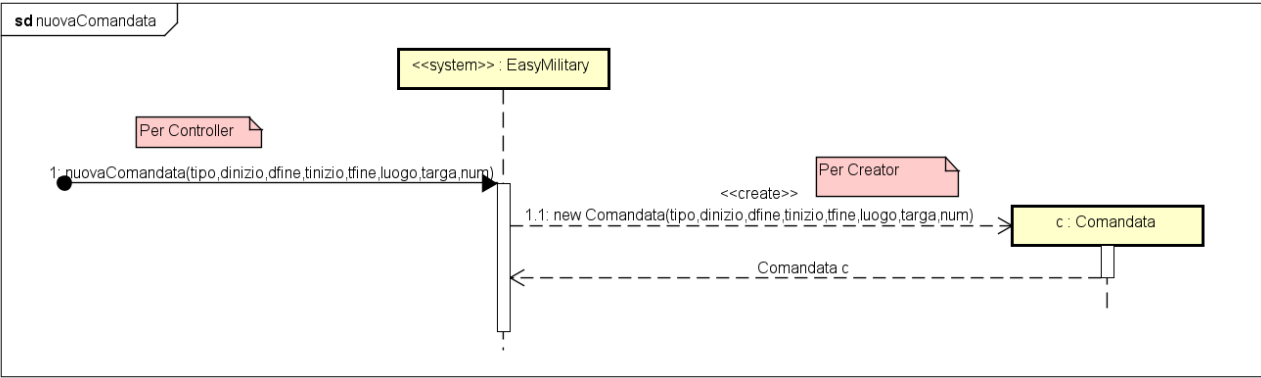 sd nuovaComandata
<<system>> : EasyMilitary
Per Controller
1: nuovaComandata(tipo,dinizio,dfine,tinizio,tfine,luogo,targa,num)
Per Creator
<<create>>
1.1: new Comandata(tipo,dinizio,dfine,tinizio,tfine,luogo,targa,num)
c : Comandata
Comandata c